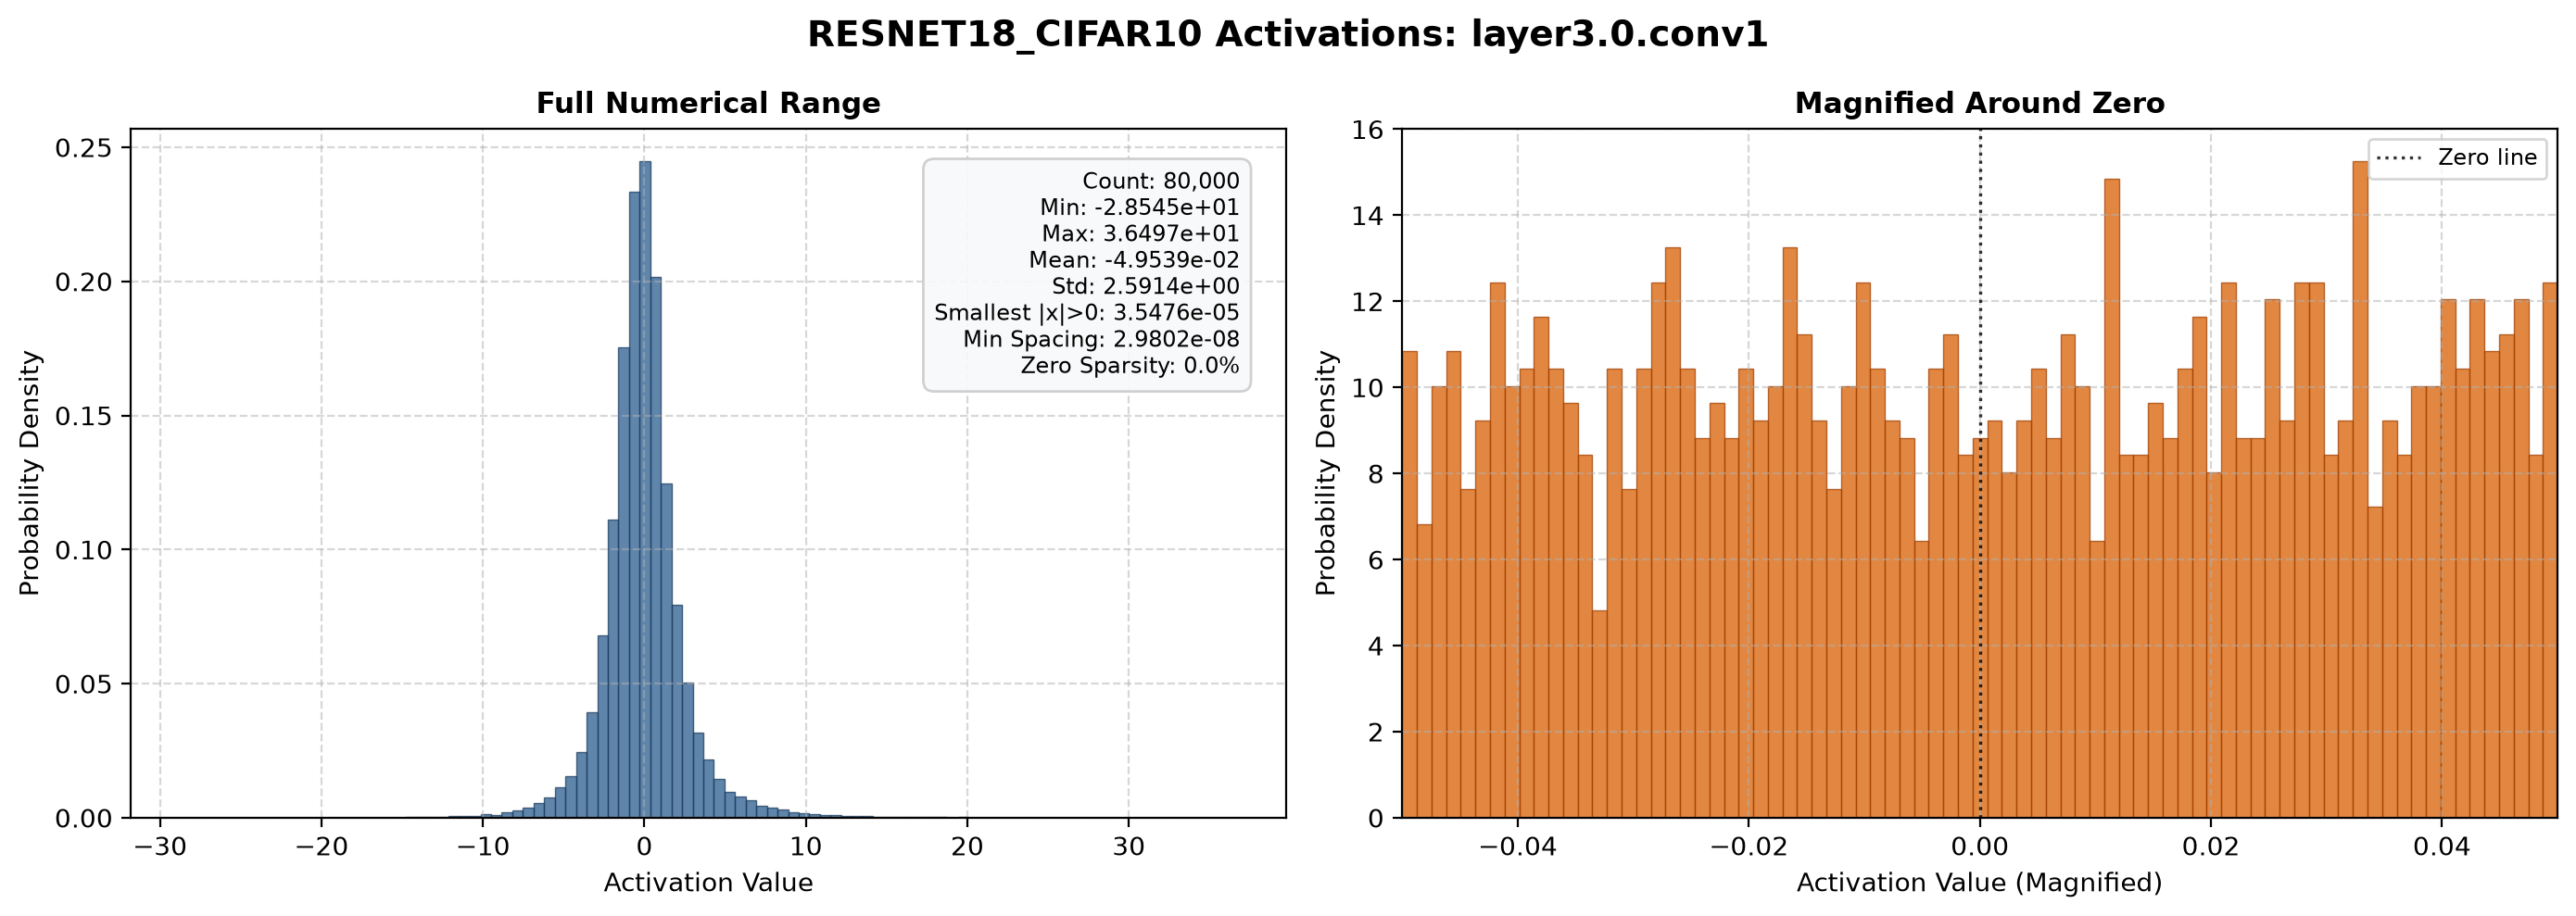 RESNET18_CIFAR10 Activations: layer3.0.conv1
Full Numerical Range
Probability Density
0.25
0.20
0.15
0.10
0.05
0.00
Count: 80,000
Min: -2.8545e+01
Max: 3.6497e+01
Mean: -4.9539e-02
Std: 2.5914e+00
Smallest |x|>0: 3.5476e-05
Min Spacing: 2.9802e-08
Zero Sparsity: 0.0%
−30 −20 −10 0 10 20 30
Activation Value
Magnified Around Zero
Probability Density
16
14
12
10
8
6
4
2
0
Zero line
−0.04 −0.02 0.00 0.02 0.04
Activation Value (Magnified)